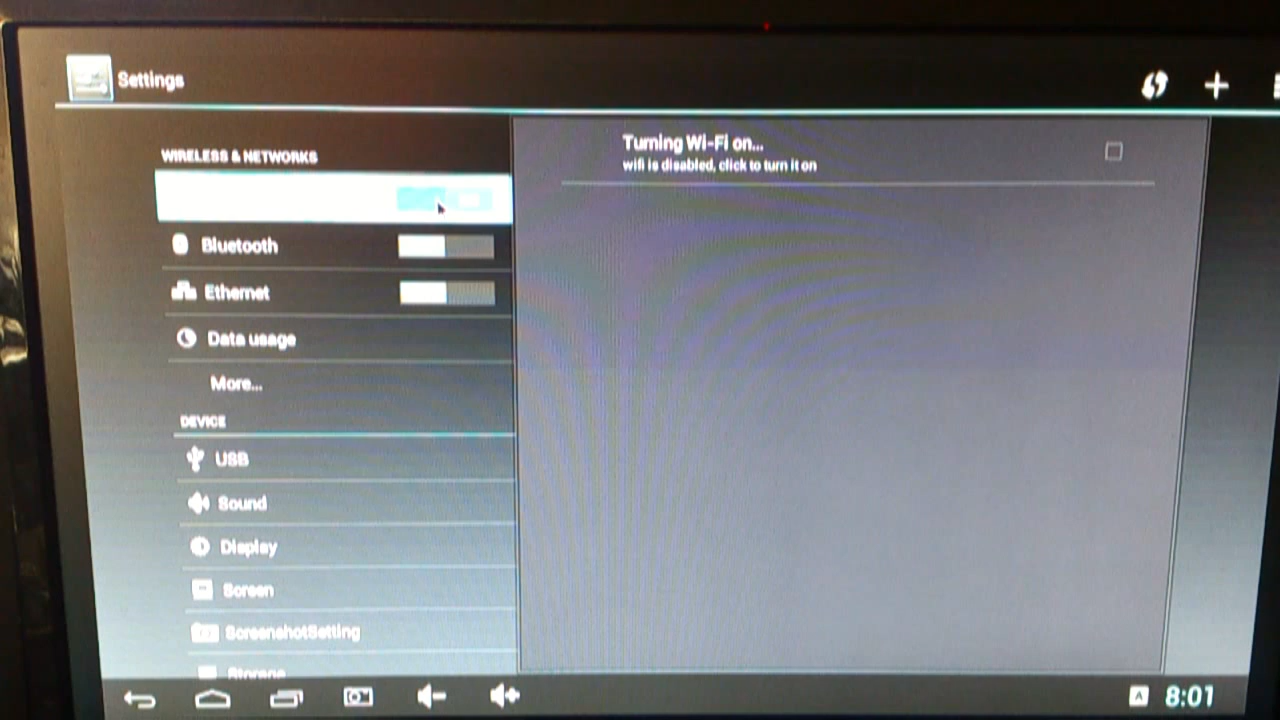 Settings
WIRELESS & NETWORKS
Turning Wi-Fi on...
wifi is disabled, click to turn it on
Bluetooth
Ethernet
Data usage
More...
DEVICE
USB
Sound
Display
Screen
ScreenshotSetting
Storage
A 8:01